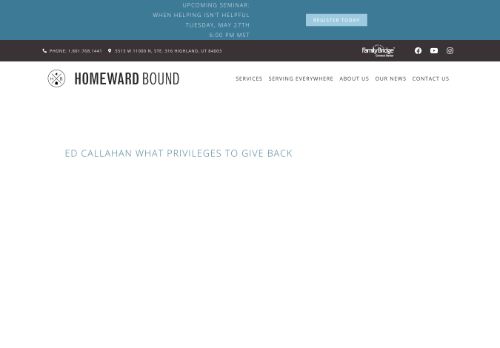 UPCOMING SEMINAR:
WHEN HELPING ISN'T HELPFUL
TUESDAY, MAY 27TH
6:00 PM MST
REGISTER TODAY
PHONE: 1.801.768.1441
5513 W 11000 N, STE. 316 HIGHLAND, UT 84003
FamilyBridge
HOMEWARD BOUND
SERVICES
SERVING EVERYWHERE
ABOUT US
OUR NEWS
CONTACT US
ED CALLAHAN WHAT PRIVILEGES TO GIVE BACK